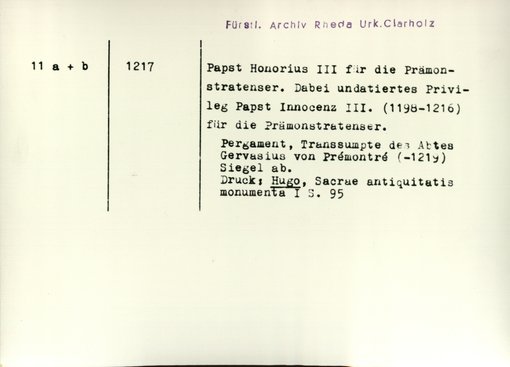 Fürstl. Archiv Rheda Urk.Clarholz
11 a + b 1217 Papst Honorius III für die Prämon-
stratenser. Dabei undatiertes Privi-
leg Papst Innocenz III. (1198-1216)
für die Prämonstratenser.
Pergament, Transsumpte des Abtes
Gervasius von Prémontré (-1219)
Siegel ab.
Druck: Hugo, Sacrae antiquitatis
monumenta I S. 95